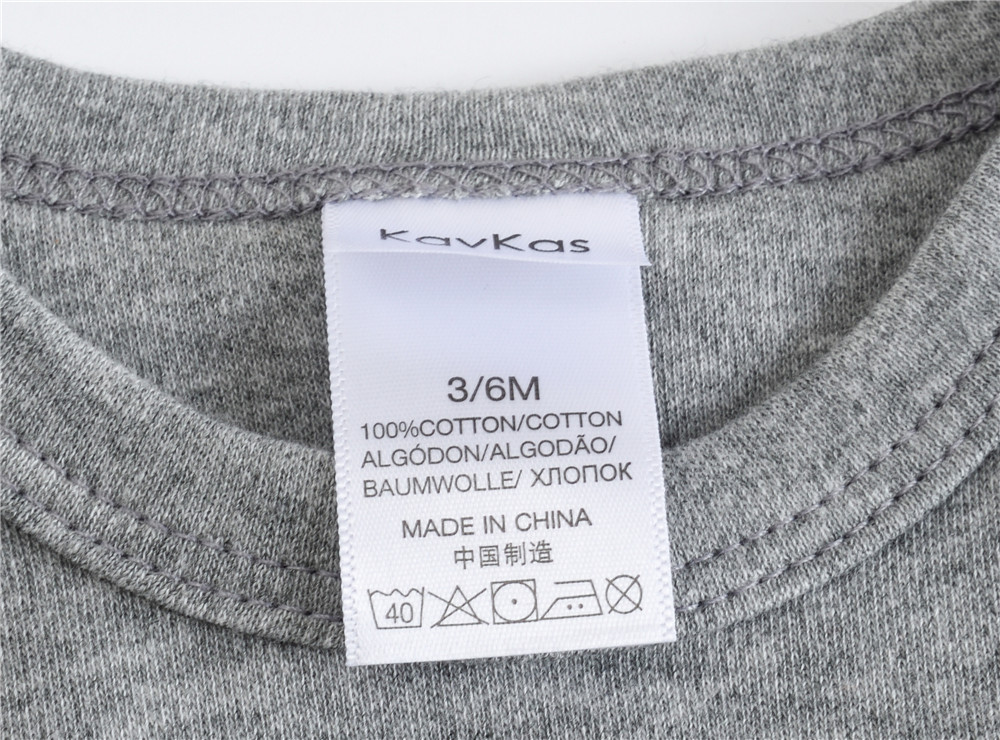 KavKas
3/6M
100%COTTON/COTTON
ALGÓDON/ALGODÃO/
BAUMWOLLE/ ХЛОПОК
MADE IN CHINA
中国制造
40